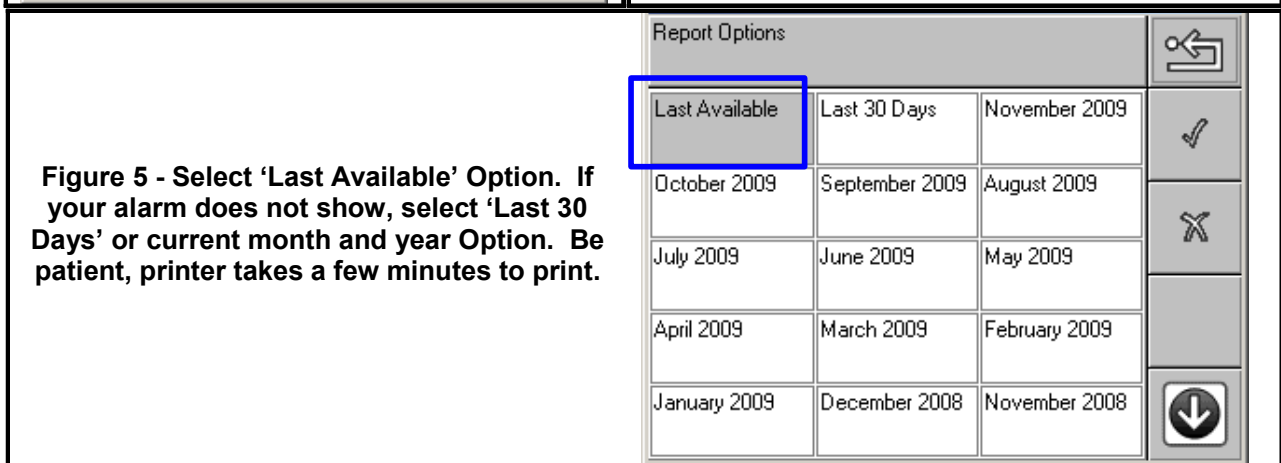 Figure 5 - Select ‘Last Available’ Option.  If
your alarm does not show, select ‘Last 30
Days’ or current month and year Option.  Be
patient, printer takes a few minutes to print.
Report Options
Last Available
Last 30 Days
November 2009
October 2009
September 2009
August 2009
July 2009
June 2009
May 2009
April 2009
March 2009
February 2009
January 2009
December 2008
November 2008